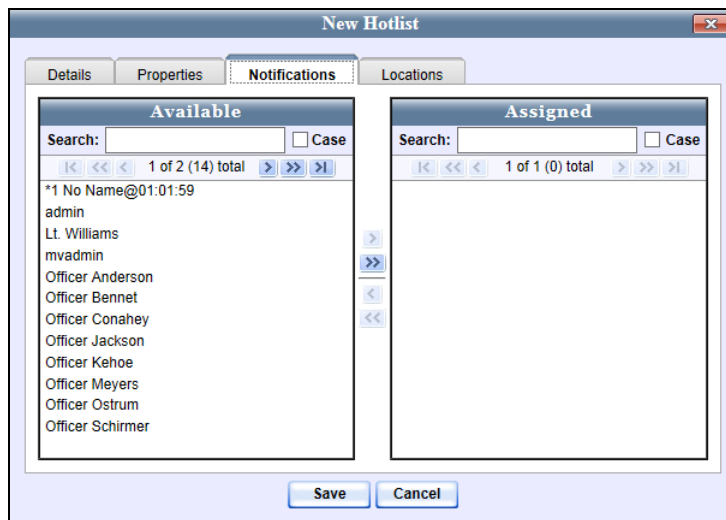 New Hotlist
Details Properties Notifications Locations
Available
Search: Case
1 of 2 (14) total
*1 No Name@01:01:59
admin
Lt. Williams
mvadmin
Officer Anderson
Officer Bennet
Officer Conahey
Officer Jackson
Officer Kehoe
Officer Meyers
Officer Ostrum
Officer Schirmer
Assigned
Search: Case
1 of 1 (0) total
Save Cancel